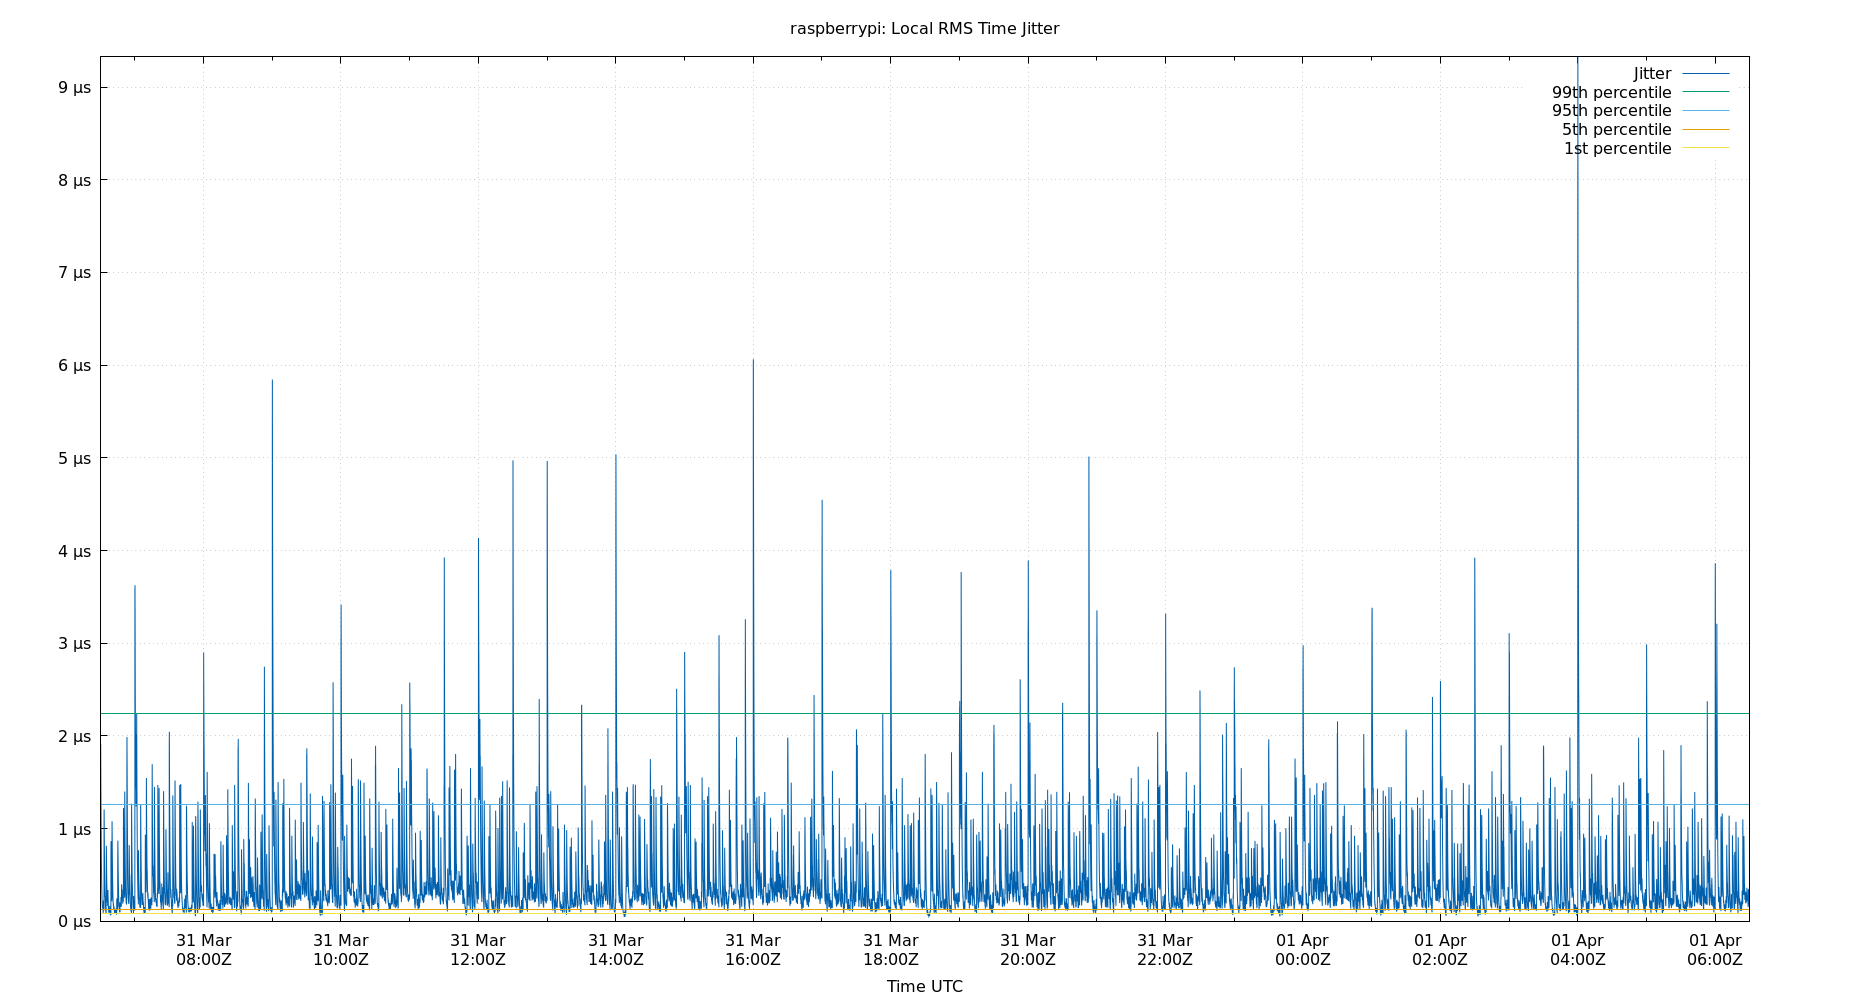 raspberrypi: Local RMS Time Jitter
Jitter
99th percentile
95th percentile
5th percentile
1st percentile
9 µs
8 µs
7 µs
6 µs
5 µs
4 µs
3 µs
2 µs
1 µs
0 µs
31 Mar 31 Mar 31 Mar 31 Mar 31 Mar 31 Mar 31 Mar 31 Mar 01 Apr 01 Apr 01 Apr 01 Apr
08:00Z 10:00Z 12:00Z 14:00Z 16:00Z 18:00Z 20:00Z 22:00Z 00:00Z 02:00Z 04:00Z 06:00Z
Time UTC